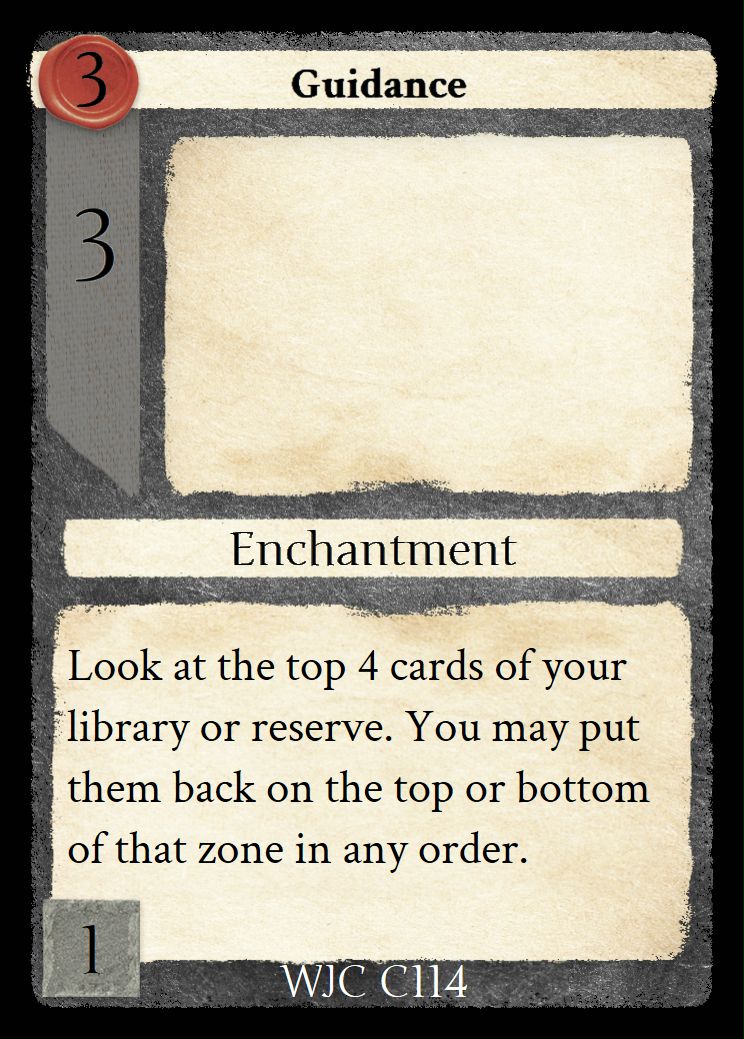 3
Guidance
3
Enchantment
Look at the top 4 cards of your
library or reserve. You may put
them back on the top or bottom
of that zone in any order.
1
WJC C114